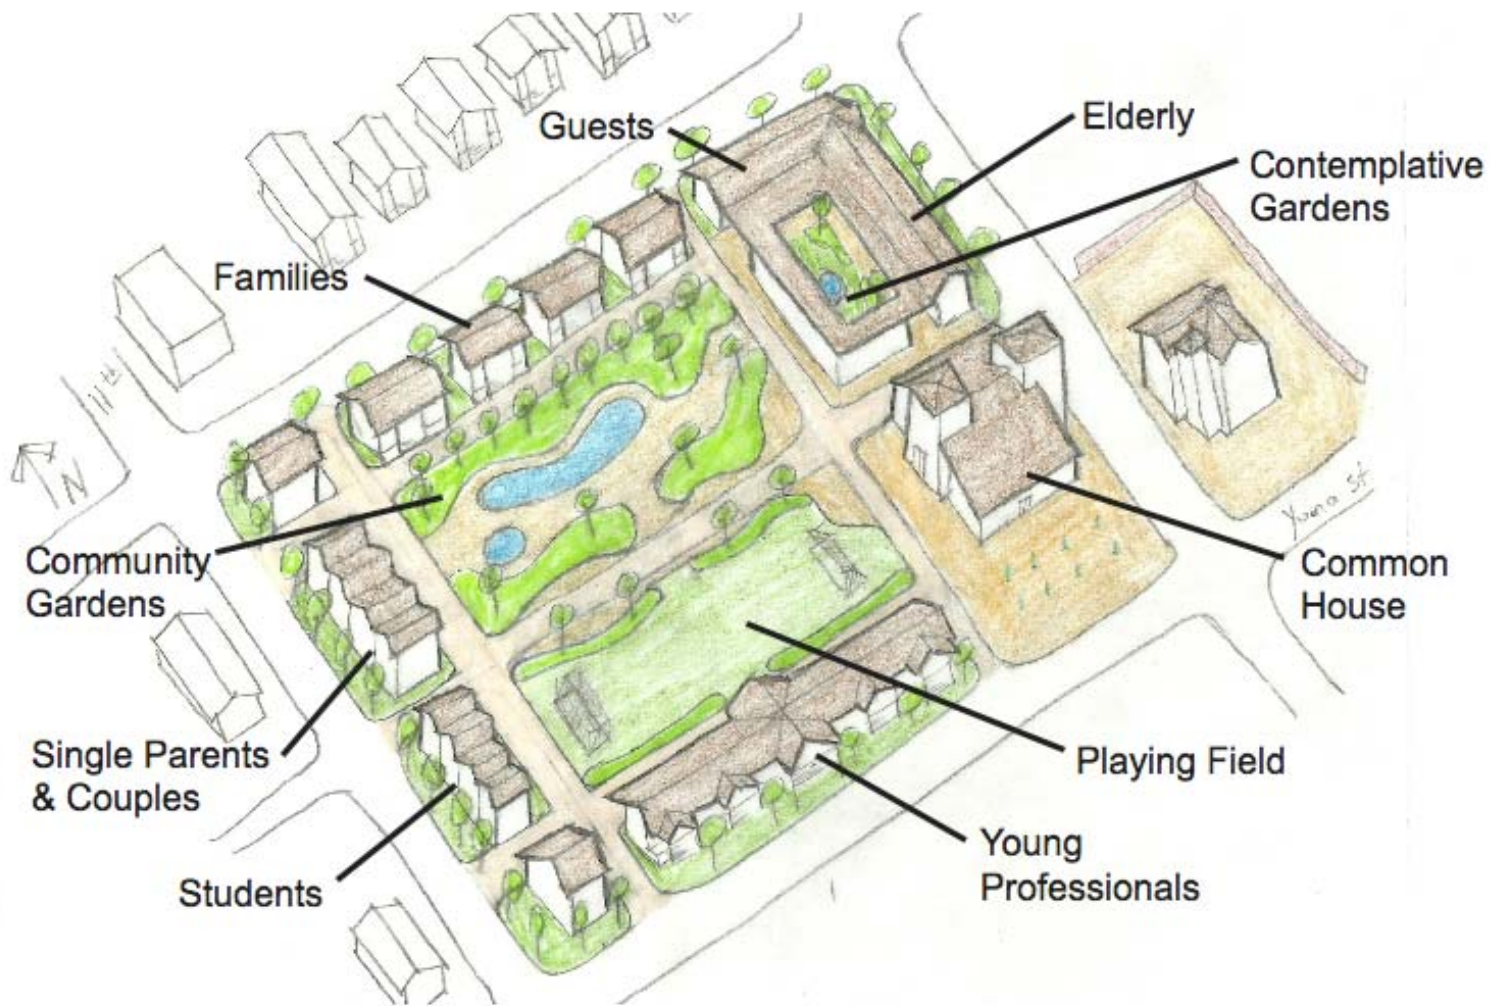 Guests
Elderly
Contemplative
Gardens
Families
11th
N
Yuma St
Community
Gardens
Common
House
Single Parents
& Couples
Playing Field
Young
Professionals
Students